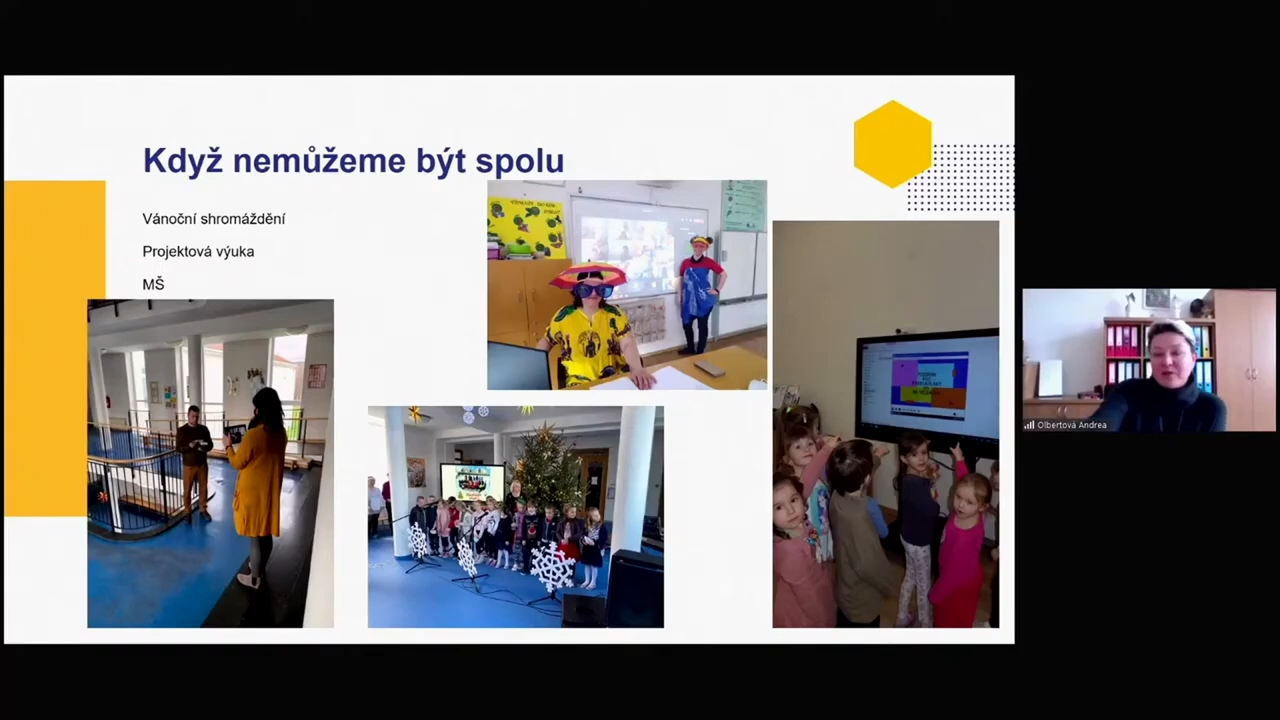 Když nemůžeme být spolu
Vánoční shromáždění
Projektová výuka
MŠ
Olbertová Andrea